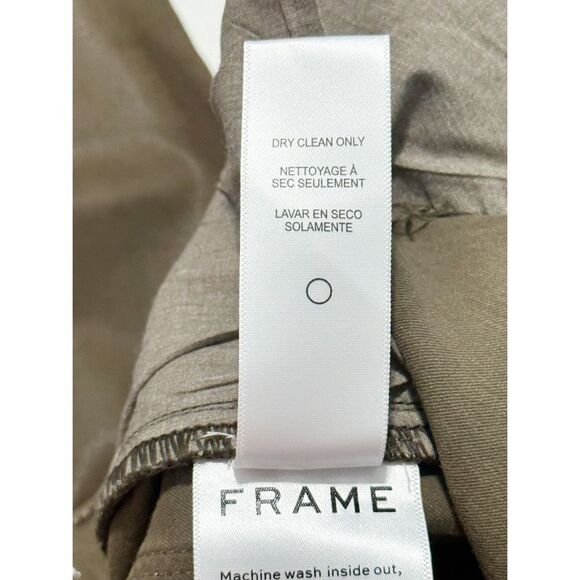 DRY CLEAN ONLY
NETTOYAGE À
SEC SEULEMENT
LAVAR EN SECO
SOLAMENTE
FRAME
Machine wash inside out,